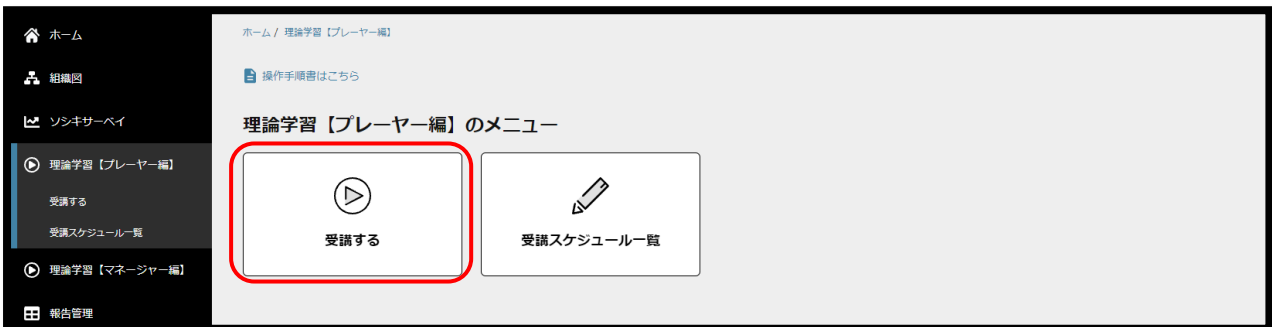 ホーム
組織図
ソシキサーベイ
理論学習【プレーヤー編】
受講する
受講スケジュール一覧
理論学習【マネージャー編】
報告管理
ホーム / 理論学習【プレーヤー編】
操作手順書はこちら
理論学習【プレーヤー編】のメニュー
受講する
受講スケジュール一覧